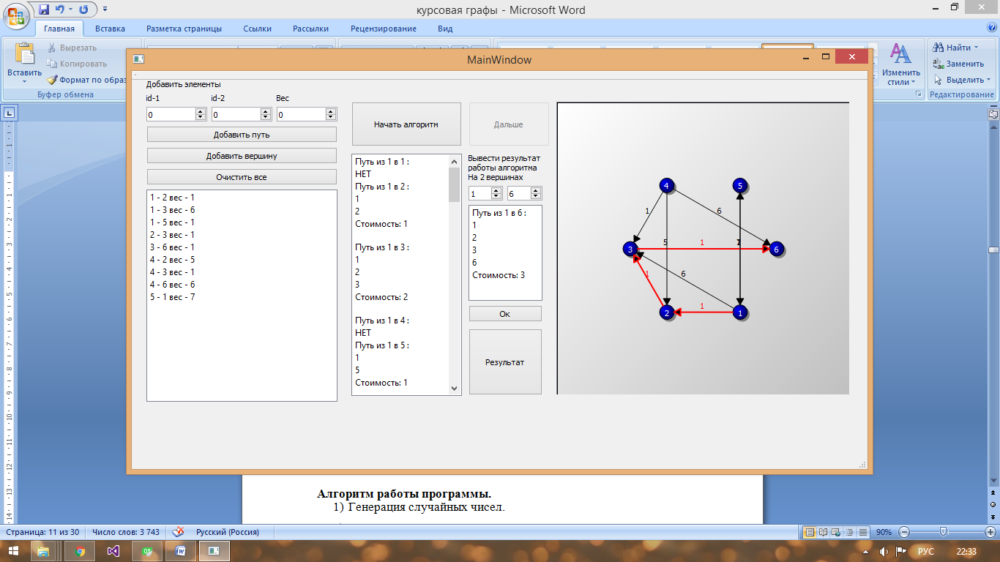 курсовая графы - Microsoft Word
Главная Вставка Разметка страницы Ссылки Рассылки Рецензирование Вид
Вставить
Вырезать
Копировать
Формат по образ
Буфер обмена
Изменить стили
Найти
Заменить
Выделить
Редактирование
MainWindow
Добавить элементы
id-1 id-2 Вес
0 0 0
Добавить путь
Добавить вершину
Очистить все
1 - 2 вес - 1
1 - 3 вес - 6
1 - 5 вес - 1
2 - 3 вес - 1
3 - 6 вес - 1
4 - 2 вес - 5
4 - 3 вес - 1
4 - 6 вес - 6
5 - 1 вес - 7
Начать алгоритм
Дальше
Путь из 1 в 1 :
НЕТ
Путь из 1 в 2 :
1
2
Стоимость: 1
Путь из 1 в 3 :
1
2
3
Стоимость: 2
Путь из 1 в 4 :
НЕТ
Путь из 1 в 5 :
1
5
Стоимость: 1
Вывести результат
работы алгоритма
На 2 вершинах
1 6
Путь из 1 в 6 :
1
2
3
6
Стоимость: 3
Ок
Результат
4 5
1 6
5 1
3 6
1 6
1
2 1
Алгоритм работы программы.
1) Генерация случайных чисел.
Страница: 11 из 30 Число слов: 3 743 Русский (Россия) 90%
РУС 22:33